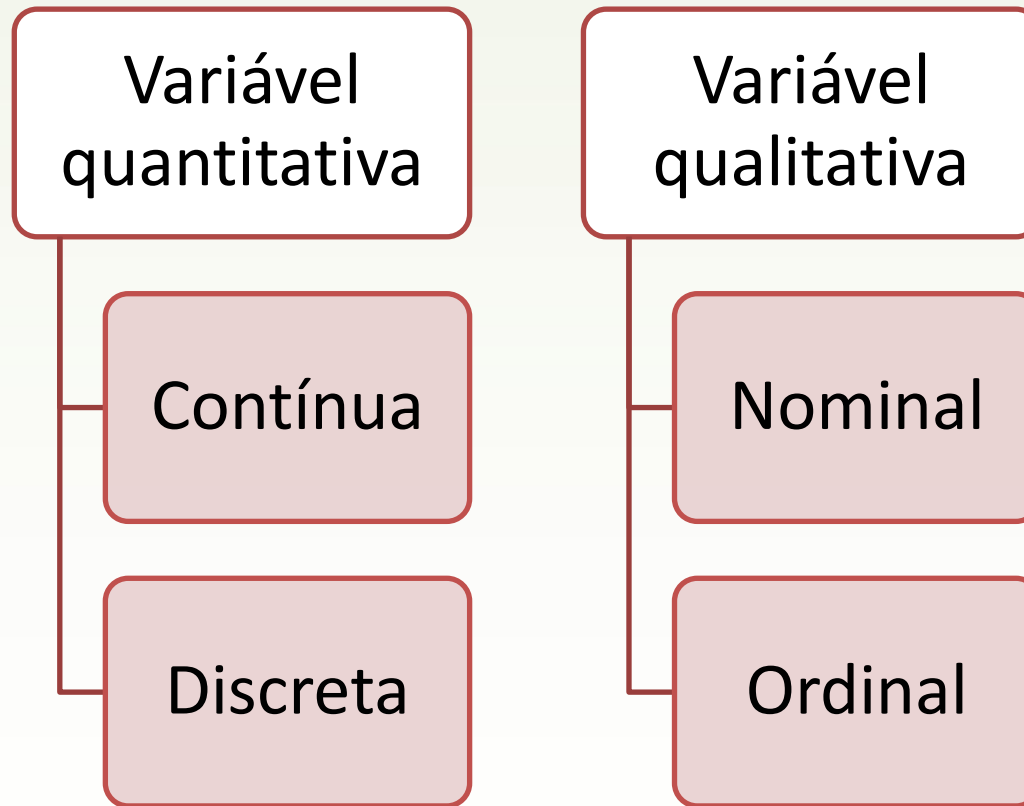 Variável
quantitativa
Contínua
Discreta
Variável
qualitativa
Nominal
Ordinal